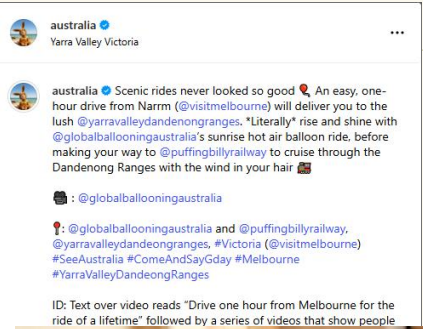 australia
Yarra Valley Victoria
australia Scenic rides never looked so good 🎈 An easy, one-
hour drive from Narrm (@visitmelbourne) will deliver you to the
lush @yarravalleydandenongranges. *Literally* rise and shine with
@globalballooningaustralia's sunrise hot air balloon ride, before
making your way to @puffingbillyrailway to cruise through the
Dandenong Ranges with the wind in your hair 🚂
🎥 : @globalballooningaustralia
📍: @globalballooningaustralia and @puffingbillyrailway,
@yarravalleydandeongranges, #Victoria (@visitmelbourne)
#SeeAustralia #ComeAndSayGday #Melbourne
#YarraValleyDandeongRanges
ID: Text over video reads "Drive one hour from Melbourne for the
ride of a lifetime" followed by a series of videos that show people